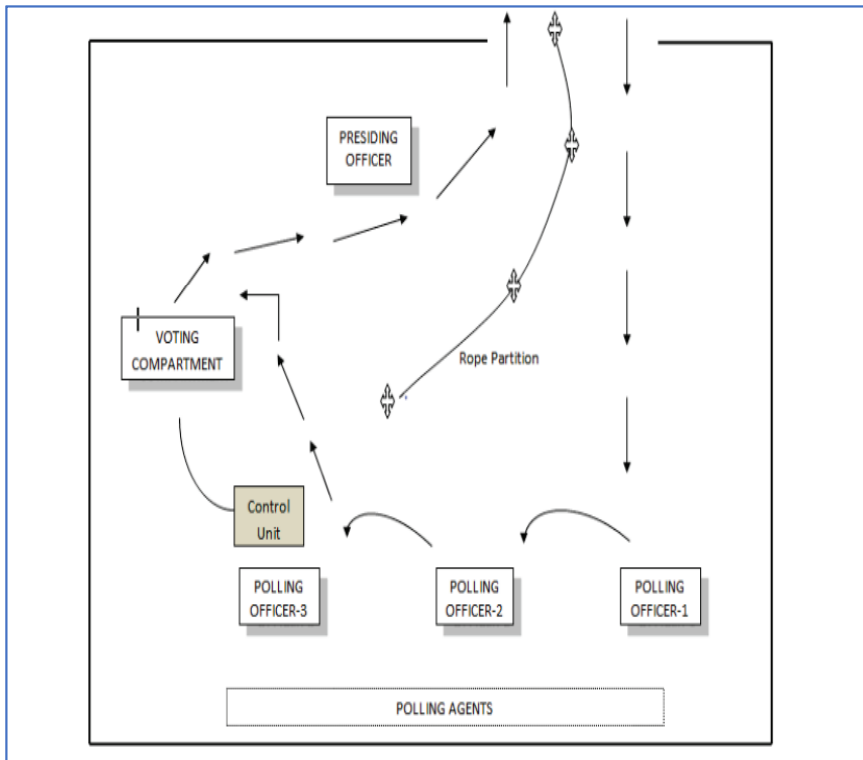 PRESIDING
OFFICER
VOTING
COMPARTMENT
Rope Partition
Control
Unit
POLLING
OFFICER-3
POLLING
OFFICER-2
POLLING
OFFICER-1
POLLING AGENTS